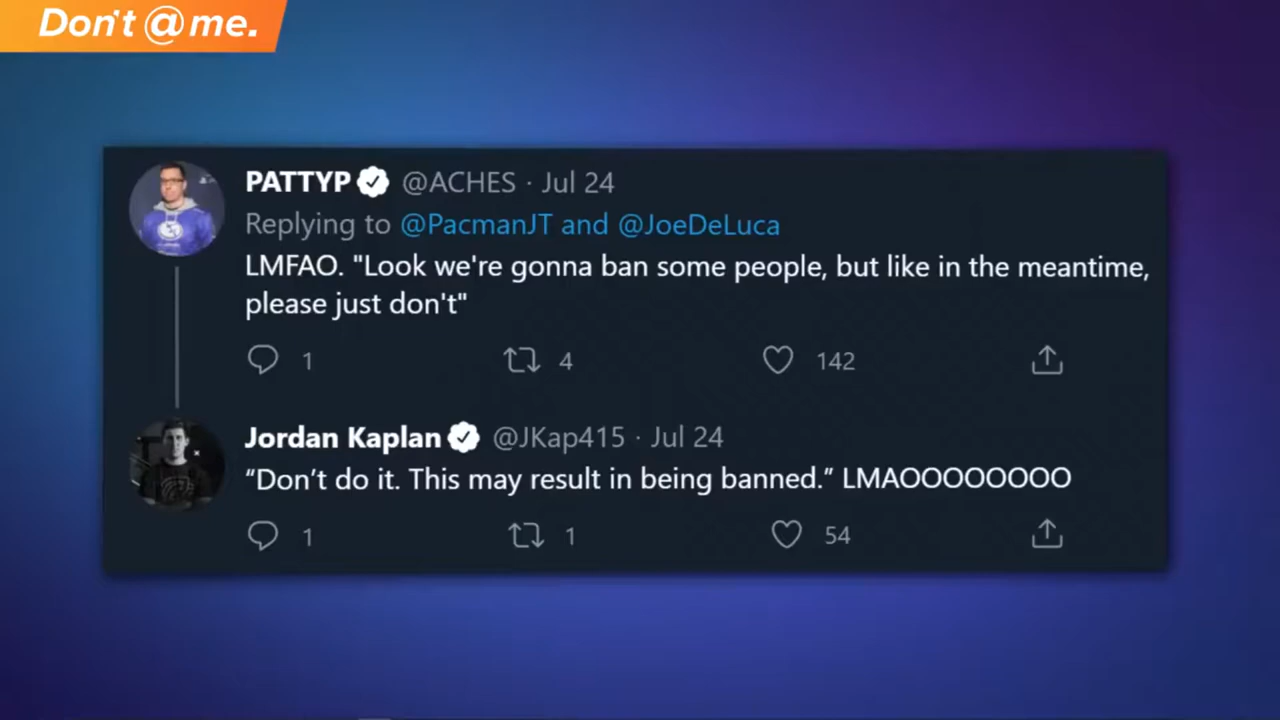 Don't @me.
PATTYP @ACHES · Jul 24
Replying to @PacmanJT and @JoeDeLuca
LMFAO. "Look we're gonna ban some people, but like in the meantime,
please just don't"
1 4 142
Jordan Kaplan @JKap415 · Jul 24
“Don’t do it. This may result in being banned.” LMAOOOOOOOO
1 1 54